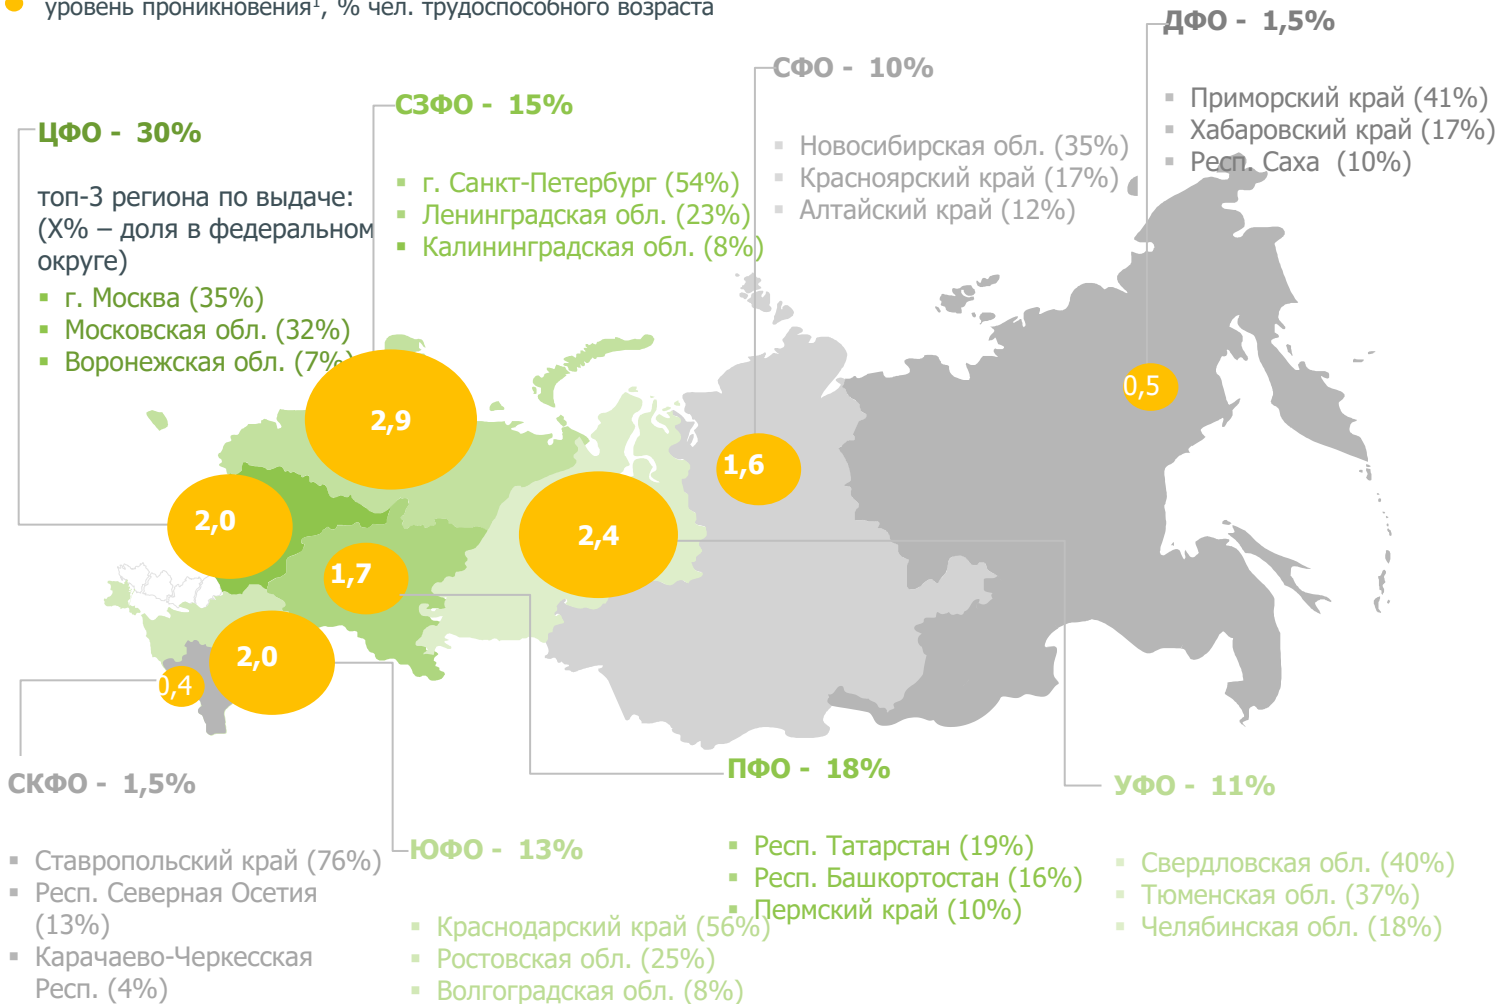 уровень проникновения¹, % чел. трудоспособного возраста
ДФО - 1,5%
▪ Приморский край (41%)
▪ Хабаровский край (17%)
▪ Респ. Саха (10%)
СФО - 10%
▪ Новосибирская обл. (35%)
▪ Красноярский край (17%)
▪ Алтайский край (12%)
СЗФО - 15%
▪ г. Санкт-Петербург (54%)
▪ Ленинградская обл. (23%)
▪ Калининградская обл. (8%)
ЦФО - 30%
топ-3 региона по выдаче:
(X% – доля в федеральном
округе)
▪ г. Москва (35%)
▪ Московская обл. (32%)
▪ Воронежская обл. (7%)
2,9
0,5
1,6
2,0
2,4
1,7
2,0
0,4
СКФО - 1,5%
▪ Ставропольский край (76%)
▪ Респ. Северная Осетия
(13%)
▪ Карачаево-Черкесская
Респ. (4%)
ЮФО - 13%
▪ Краснодарский край (56%)
▪ Ростовская обл. (25%)
▪ Волгоградская обл. (8%)
ПФО - 18%
▪ Респ. Татарстан (19%)
▪ Респ. Башкортостан (16%)
▪ Пермский край (10%)
УФО - 11%
▪ Свердловская обл. (40%)
▪ Тюменская обл. (37%)
▪ Челябинская обл. (18%)